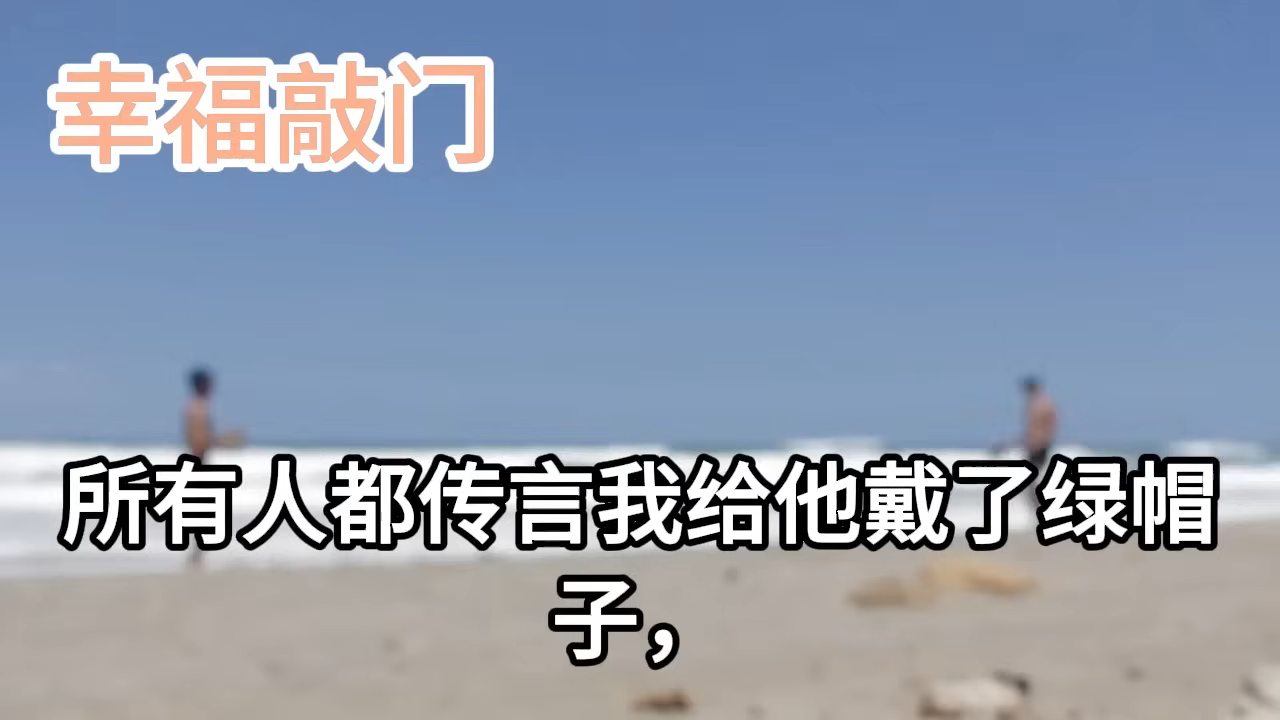 幸福敲门
所有人都传言我给他戴了绿帽
子，